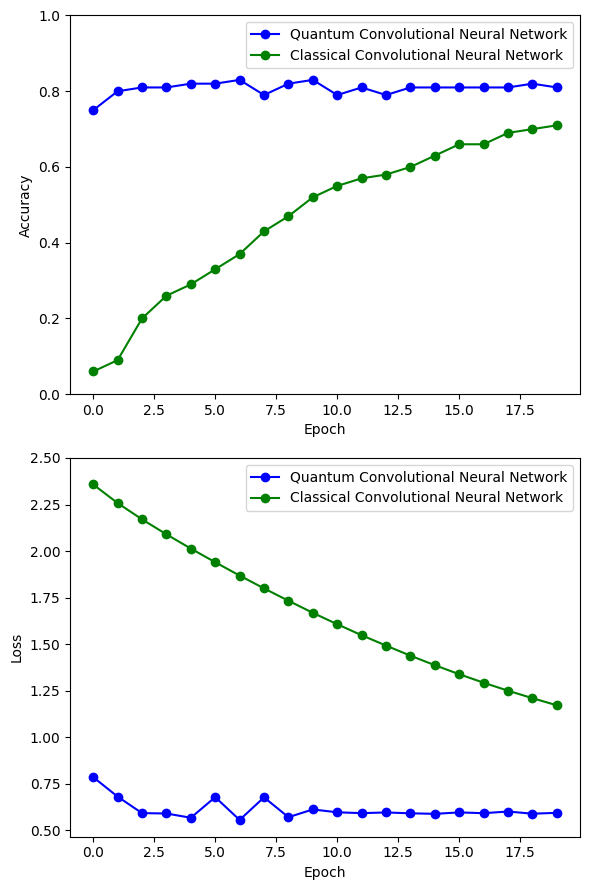 1.0
0.8
0.6
0.4
0.2
0.0
Accuracy
Quantum Convolutional Neural Network
Classical Convolutional Neural Network
0.0 2.5 5.0 7.5 10.0 12.5 15.0 17.5
Epoch
2.50
2.25
2.00
1.75
1.50
1.25
1.00
0.75
0.50
Loss
Quantum Convolutional Neural Network
Classical Convolutional Neural Network
0.0 2.5 5.0 7.5 10.0 12.5 15.0 17.5
Epoch